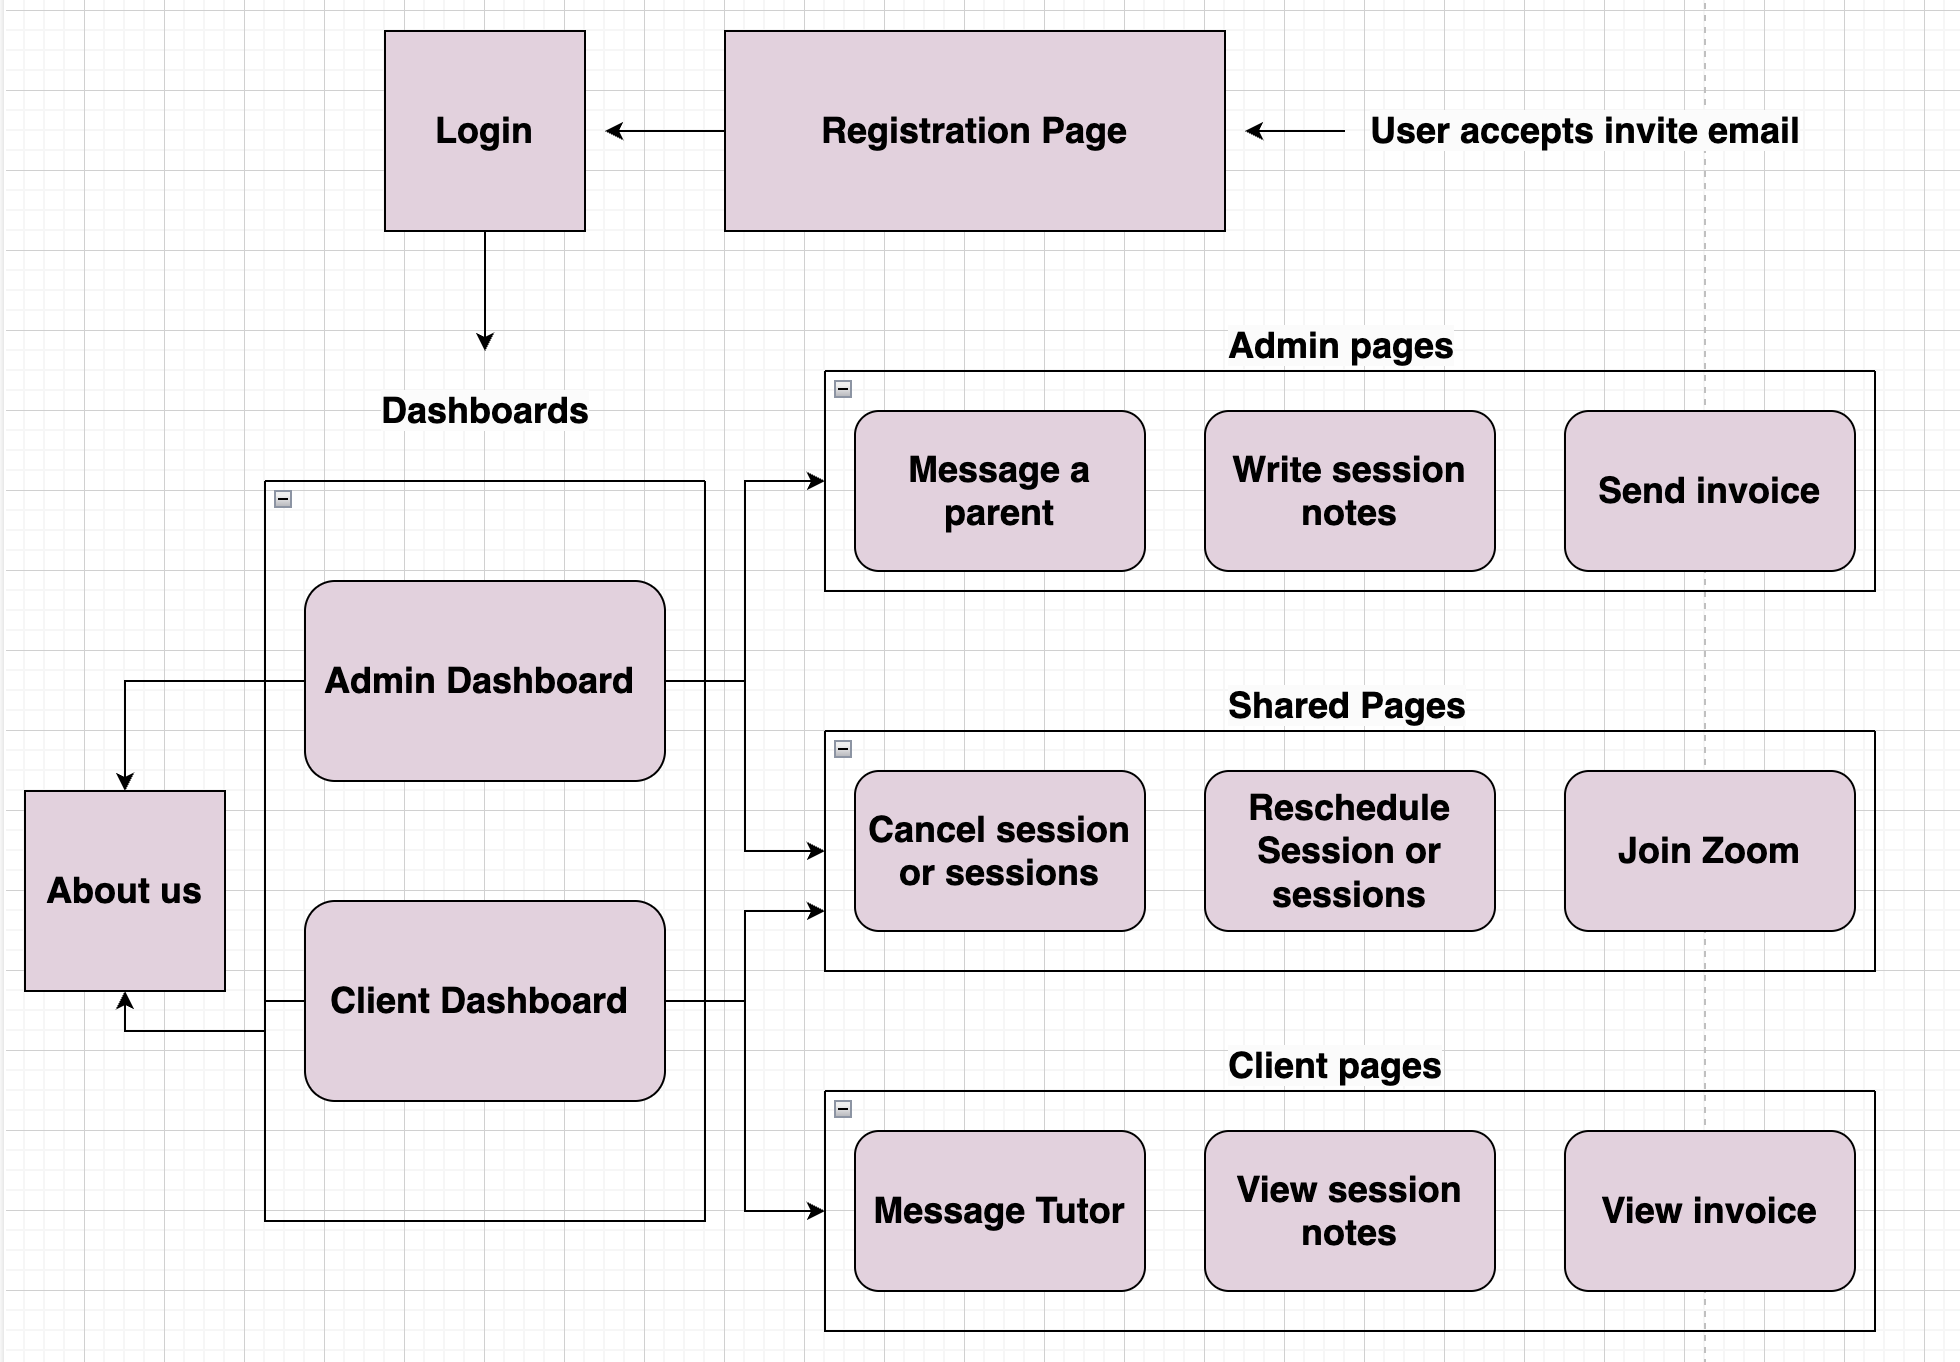 Login
Registration Page
User accepts invite email
Dashboards
Admin Dashboard
Client Dashboard
About us
Admin pages
Message a
parent
Write session
notes
Send invoice
Shared Pages
Cancel session
or sessions
Reschedule
Session or
sessions
Join Zoom
Client pages
Message Tutor
View session
notes
View invoice